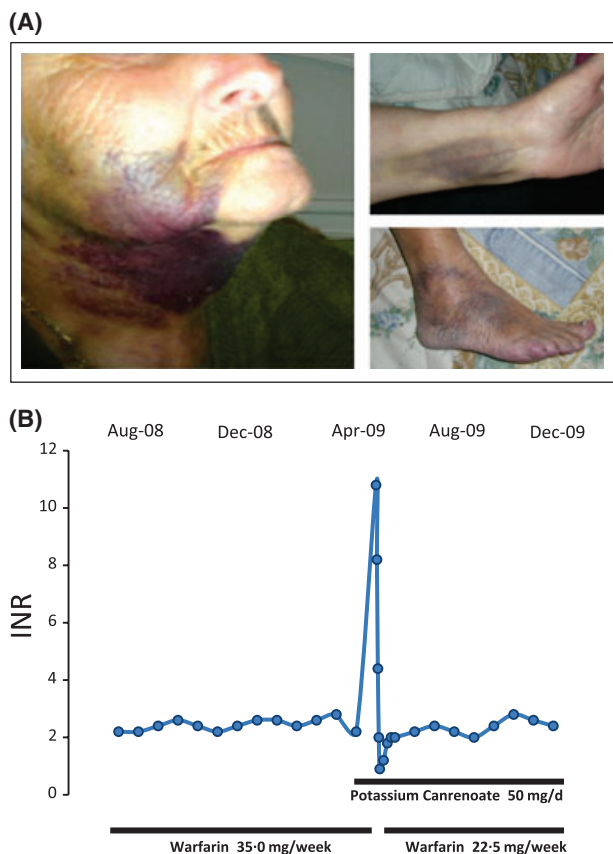 (A)
(B)
Aug-08 Dec-08 Apr-09 Aug-09 Dec-09
12
10
8
6
4
2
0
INR
Potassium Canrenoate 50 mg/d
Warfarin 35·0 mg/week Warfarin 22·5 mg/week